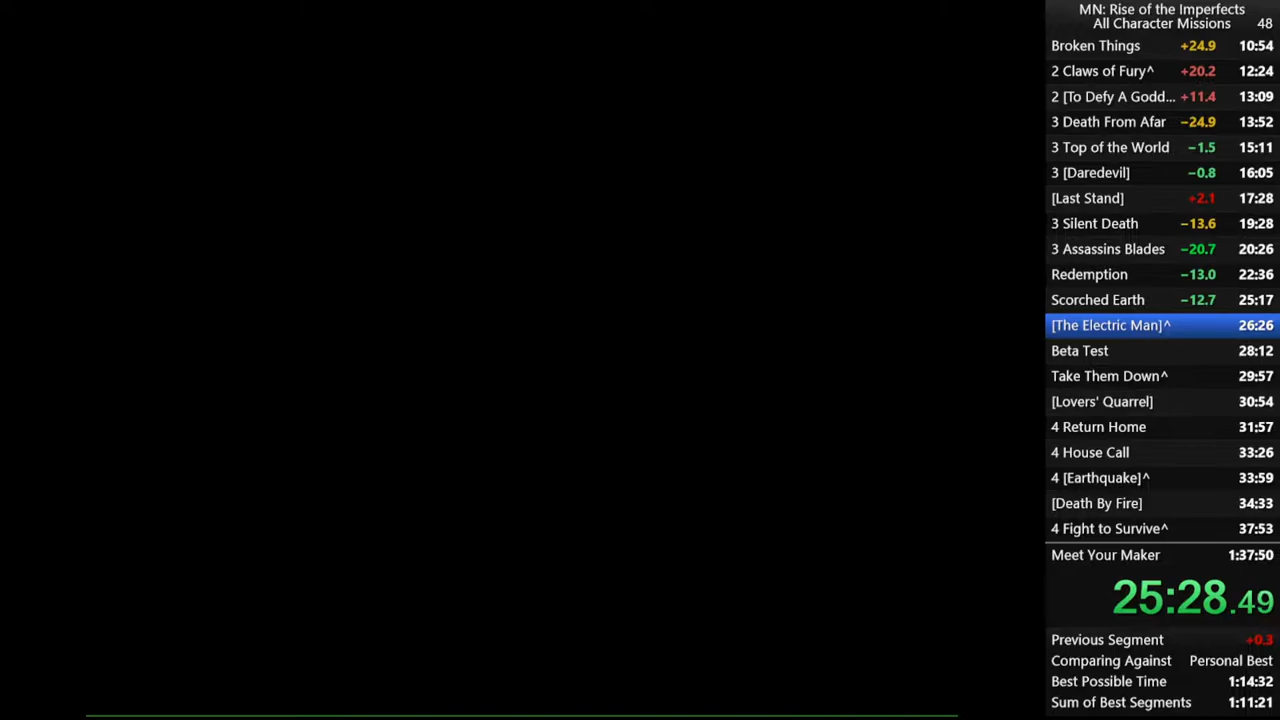 MN: Rise of the Imperfects
All Character Missions 48
Broken Things +24.9 10:54
2 Claws of Fury^ +20.2 12:24
2 [To Defy A Godd... +11.4 13:09
3 Death From Afar −24.9 13:52
3 Top of the World −1.5 15:11
3 [Daredevil] −0.8 16:05
[Last Stand] +2.1 17:28
3 Silent Death −13.6 19:28
3 Assassins Blades −20.7 20:26
Redemption −13.0 22:36
Scorched Earth −12.7 25:17
[The Electric Man]^ 26:26
Beta Test 28:12
Take Them Down^ 29:57
[Lovers' Quarrel] 30:54
4 Return Home 31:57
4 House Call 33:26
4 [Earthquake]^ 33:59
[Death By Fire] 34:33
4 Fight to Survive^ 37:53
Meet Your Maker 1:37:50
25:28.49
Previous Segment +0.3
Comparing Against Personal Best
Best Possible Time 1:14:32
Sum of Best Segments 1:11:21